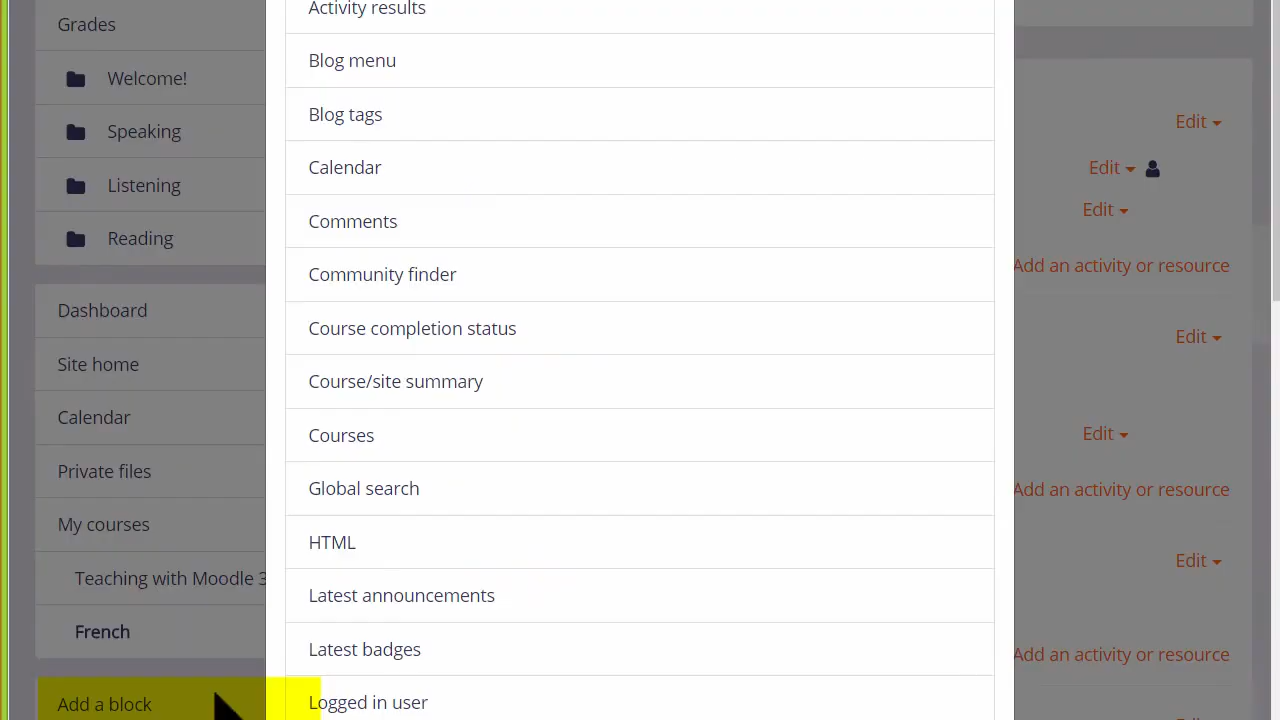 Grades
Welcome!
Speaking
Listening
Reading
Dashboard
Site home
Calendar
Private files
My courses
Teaching with Moodle 3
French
Add a block
Activity results
Blog menu
Blog tags
Calendar
Comments
Community finder
Course completion status
Course/site summary
Courses
Global search
HTML
Latest announcements
Latest badges
Logged in user
Edit
Edit
Edit
Add an activity or resource
Edit
Edit
Add an activity or resource
Edit
Add an activity or resource